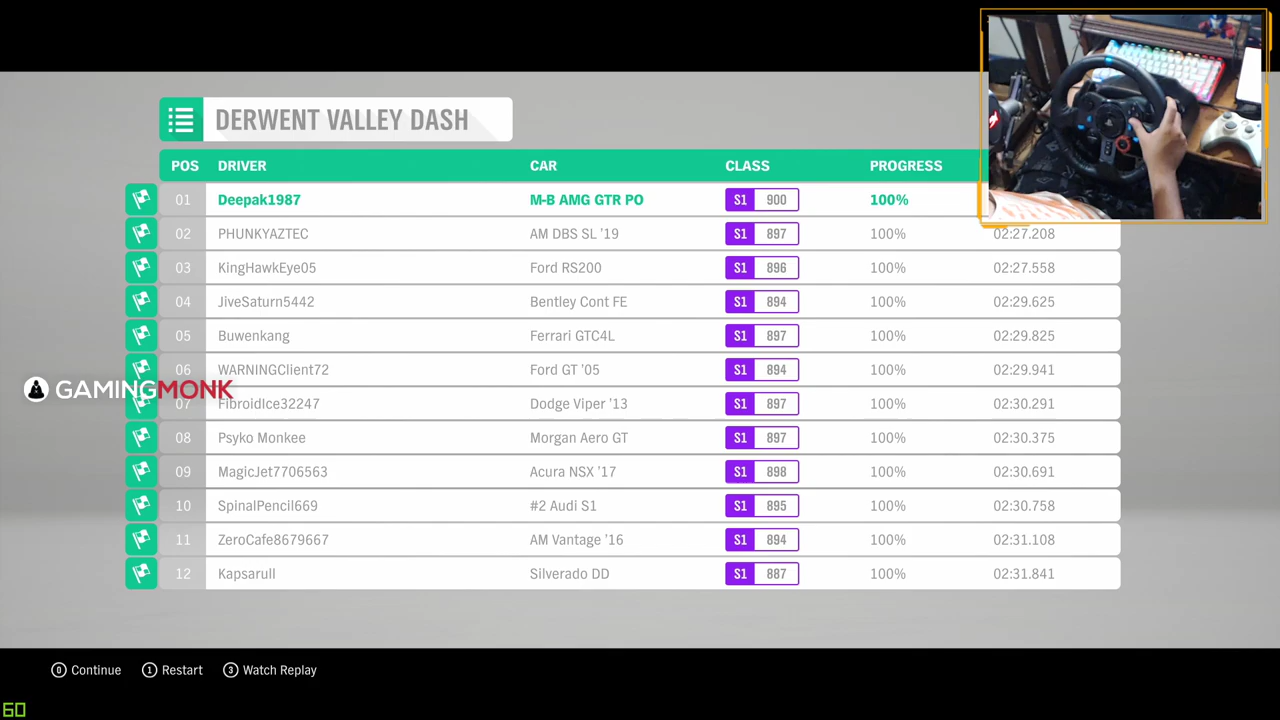 DERWENT VALLEY DASH
POS DRIVER CAR CLASS PROGRESS
01 Deepak1987 M-B AMG GTR PO S1 900 100%
02 PHUNKYAZTEC AM DBS SL '19 S1 897 100% 02:27.208
03 KingHawkEye05 Ford RS200 S1 896 100% 02:27.558
04 JiveSaturn5442 Bentley Cont FE S1 894 100% 02:29.625
05 Buwenkang Ferrari GTC4L S1 897 100% 02:29.825
06 WARNINGClient72 Ford GT '05 S1 894 100% 02:29.941
GAMINGMONK
07 FibroidIce32247 Dodge Viper '13 S1 897 100% 02:30.291
08 Psyko Monkee Morgan Aero GT S1 897 100% 02:30.375
09 MagicJet7706563 Acura NSX '17 S1 898 100% 02:30.691
10 SpinalPencil669 #2 Audi S1 S1 895 100% 02:30.758
11 ZeroCafe8679667 AM Vantage '16 S1 894 100% 02:31.108
12 Kapsarull Silverado DD S1 887 100% 02:31.841
0 Continue 1 Restart 3 Watch Replay
60